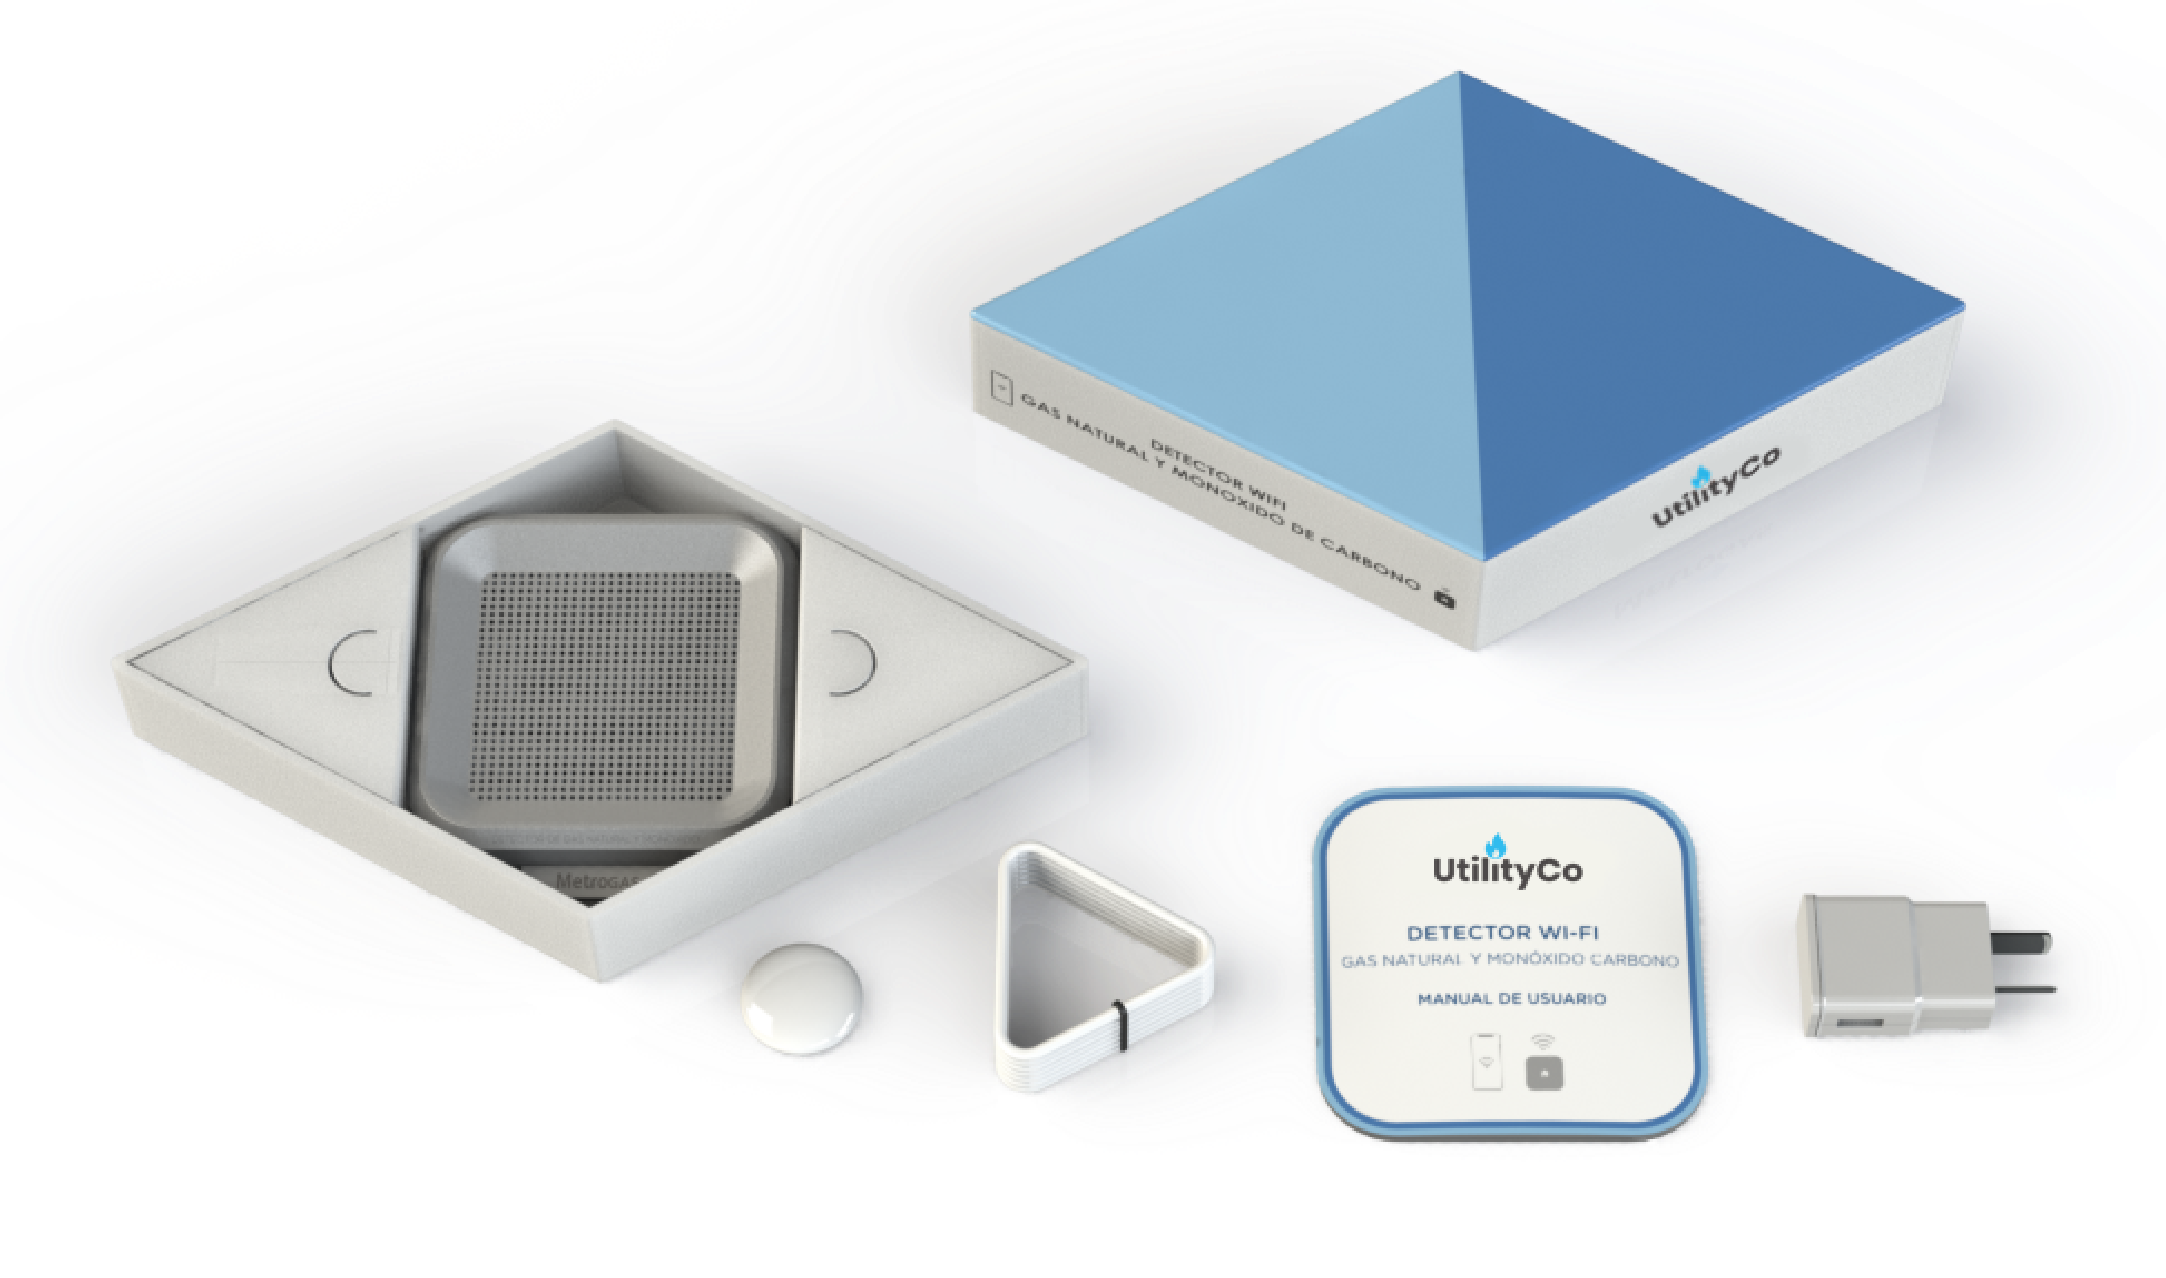 DETECTOR WIFI
GAS NATURAL Y MONOXIDO DE CARBONO
UtilityCo
MetroGAS
UtilityCo
DETECTOR WI-FI
GAS NATURAL Y MONÓXIDO CARBONO
MANUAL DE USUARIO